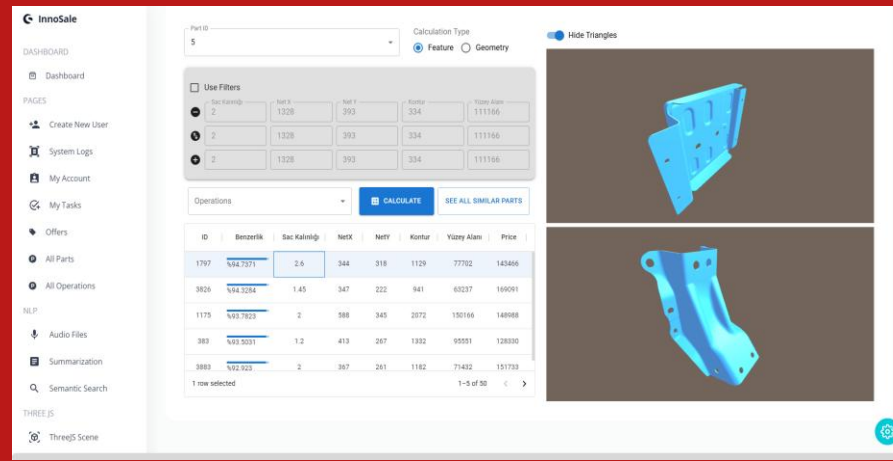 InnoSale
DASHBOARD
Dashboard
PAGES
Create New User
System Logs
My Account
My Tasks
Offers
All Parts
All Operations
NLP
Audio Files
Summarization
Semantic Search
THREE JS
ThreeJS Scene
Part ID
5
Calculation Type
Feature Geometry
Use Filters
Sac Kalınlığı Net X Net Y Kontur Yüzey Alanı
2 1328 393 334 111166
2 1328 393 334 111166
2 1328 393 334 111166
Operations CALCULATE SEE ALL SIMILAR PARTS
ID Benzerlik Sac Kalınlığı NetX NetY Kontur Yüzey Alanı Price
1797 %94.7371 2.6 344 318 1129 77702 143466
3826 %94.3284 1.45 347 222 941 63237 169091
1175 %93.7823 2 588 345 2072 150166 148988
383 %93.5031 1.2 413 267 1332 95551 128330
3883 %92.923 2 367 261 1182 71432 151733
1 row selected 1–5 of 50
Hide Triangles